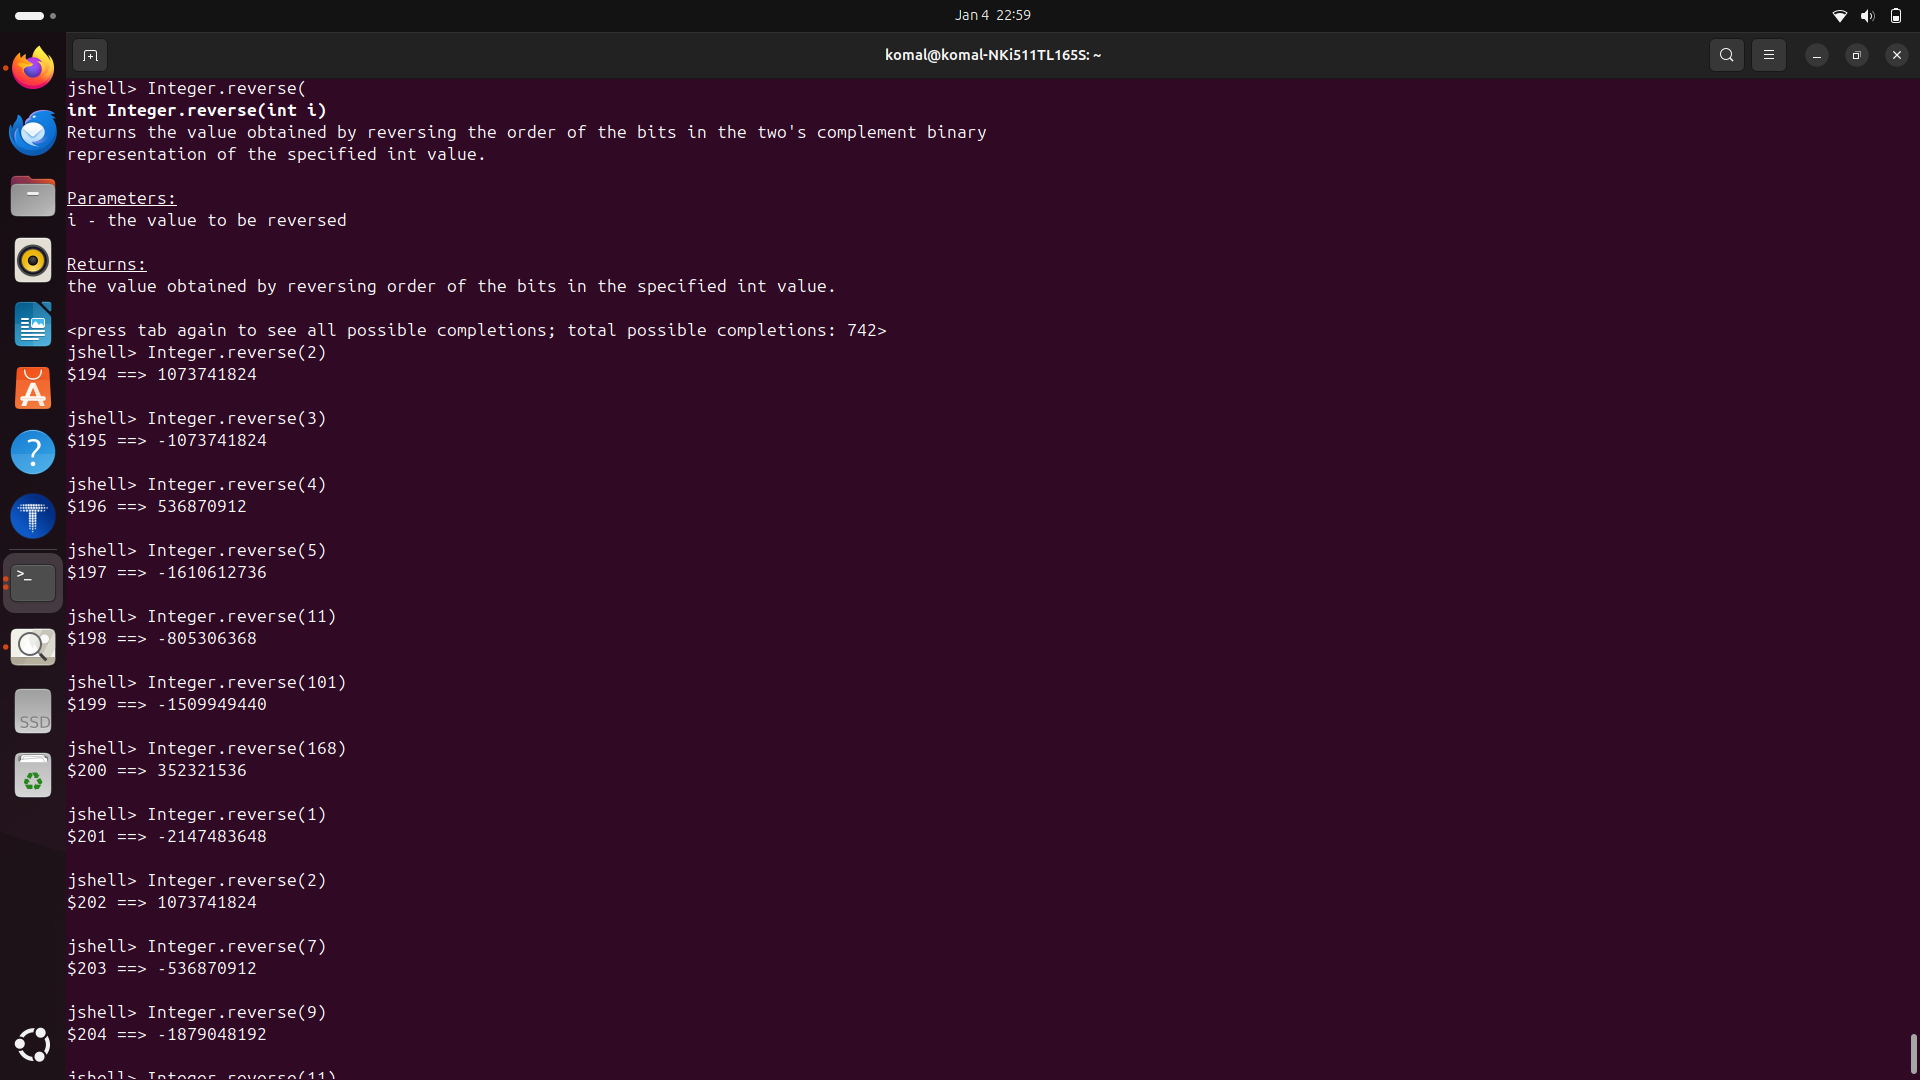 Jan 4 22:59
komal@komal-NKi511TL165S: ~
jshell> Integer.reverse(
int Integer.reverse(int i)
Returns the value obtained by reversing the order of the bits in the two's complement binary
representation of the specified int value.
Parameters:
i - the value to be reversed
Returns:
the value obtained by reversing order of the bits in the specified int value.
<press tab again to see all possible completions; total possible completions: 742>
jshell> Integer.reverse(2)
$194 ==> 1073741824
jshell> Integer.reverse(3)
$195 ==> -1073741824
jshell> Integer.reverse(4)
$196 ==> 536870912
jshell> Integer.reverse(5)
$197 ==> -1610612736
jshell> Integer.reverse(11)
$198 ==> -805306368
jshell> Integer.reverse(101)
$199 ==> -1509949440
jshell> Integer.reverse(168)
$200 ==> 352321536
jshell> Integer.reverse(1)
$201 ==> -2147483648
jshell> Integer.reverse(2)
$202 ==> 1073741824
jshell> Integer.reverse(7)
$203 ==> -536870912
jshell> Integer.reverse(9)
$204 ==> -1879048192
jshell> Integer.reverse(11)
SSD